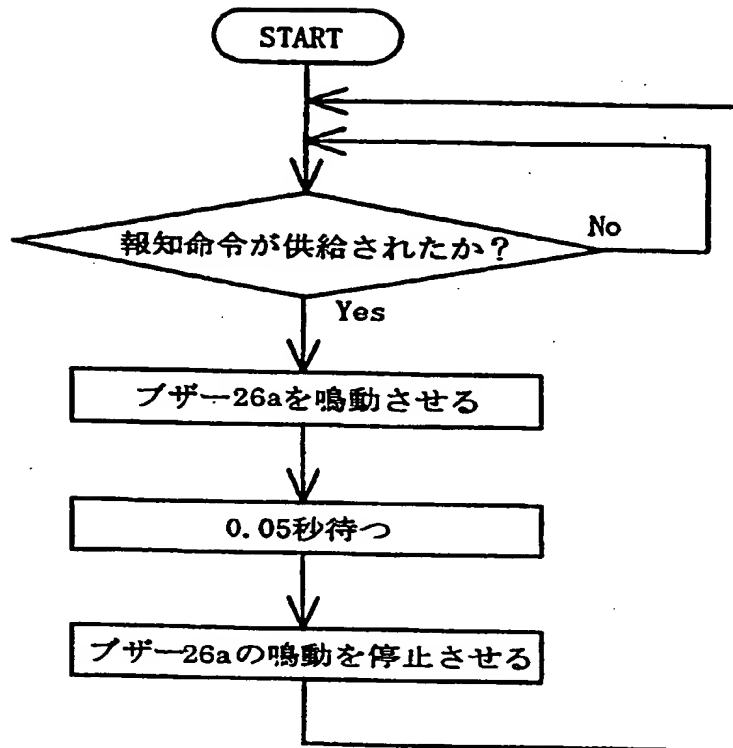 START
報知命令が供給されたか？
No
Yes
ブザー26aを鳴動させる
0.05秒待つ
ブザー26aの鳴動を停止させる